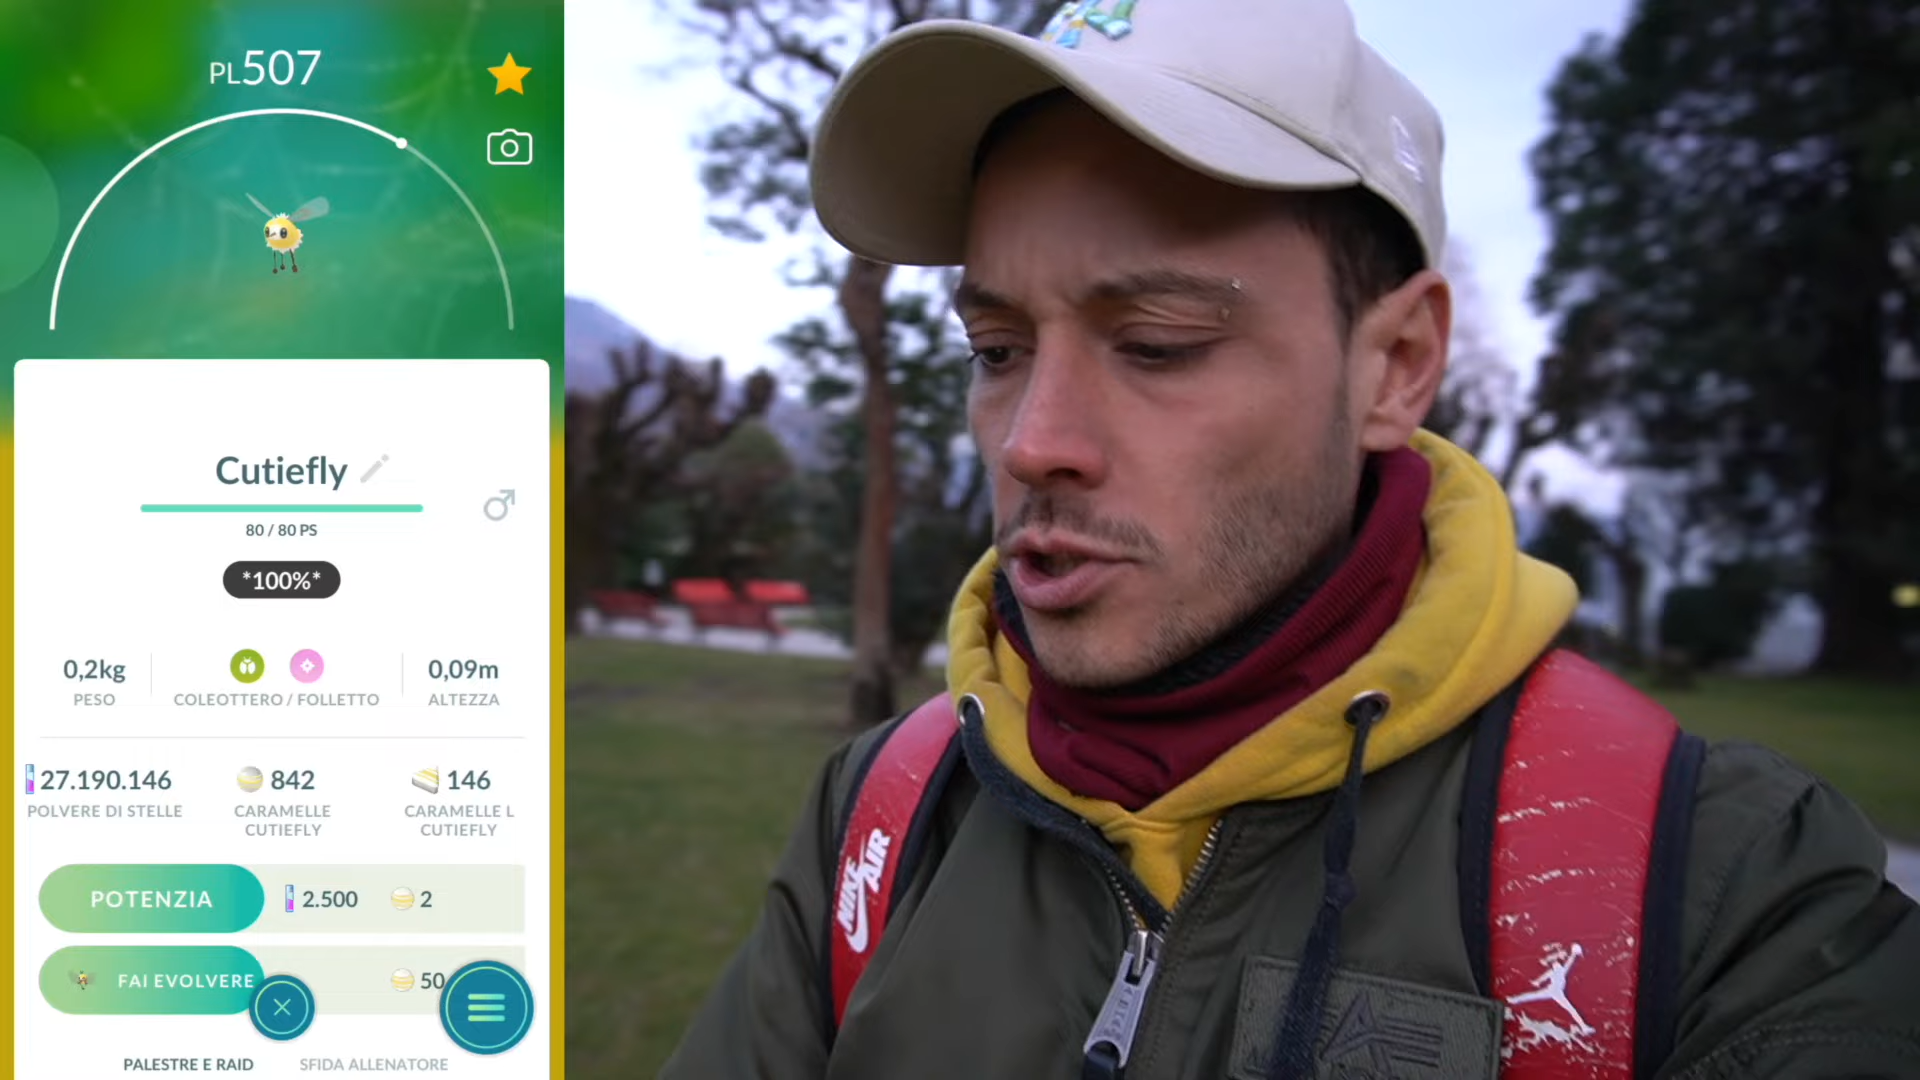 PL507
Cutiefly
80 / 80 PS
*100%*
0,2kg
PESO
COLEOTTERO / FOLLETTO
0,09m
ALTEZZA
27.190.146
POLVERE DI STELLE
842
CARAMELLE
CUTIEFLY
146
CARAMELLE L
CUTIEFLY
POTENZIA
2.500
2
FAI EVOLVERE
50
PALESTRE E RAID
SFIDA ALLENATORE
NIKE
AIR